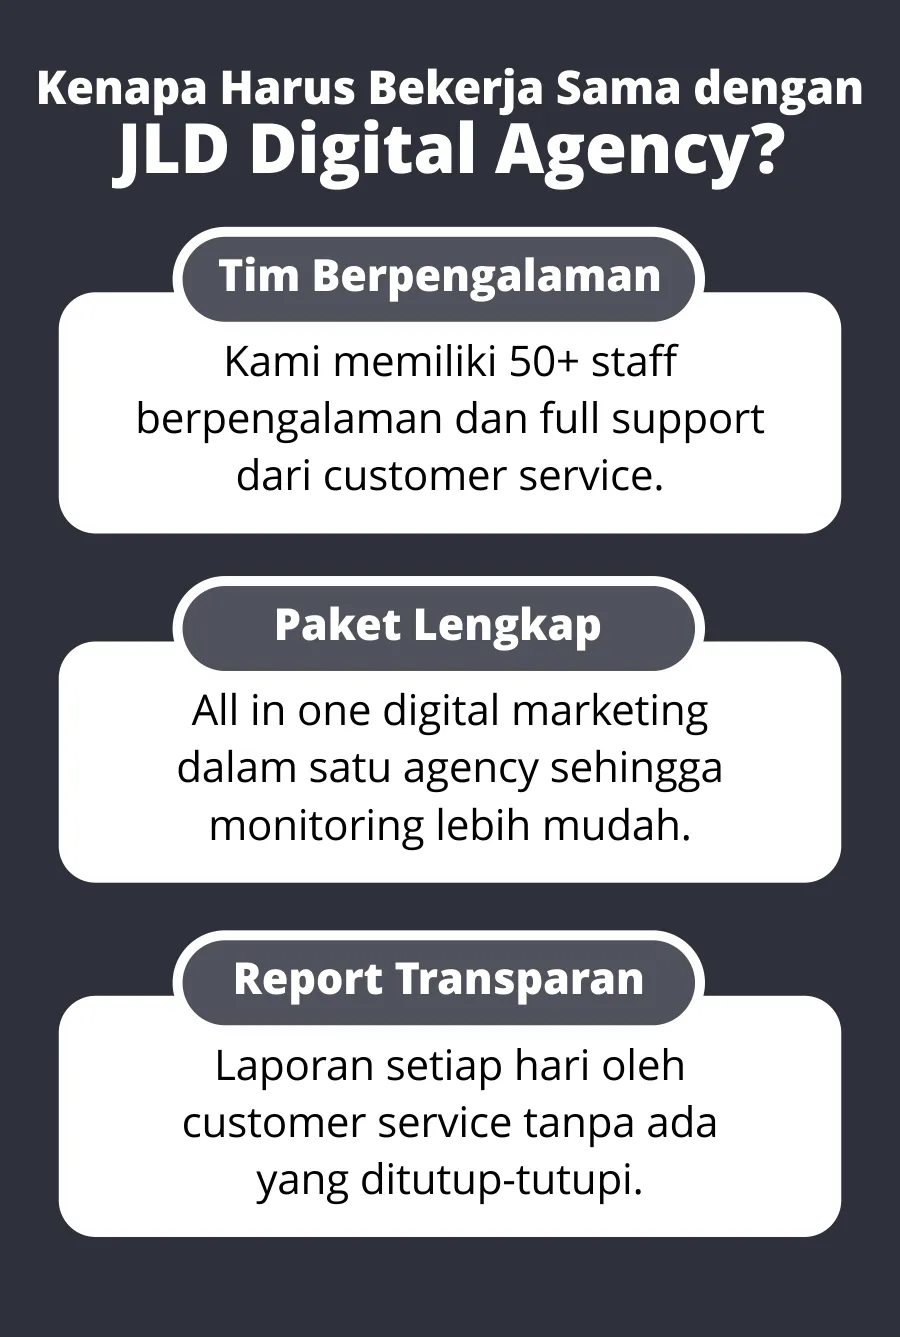 Kenapa Harus Bekerja Sama dengan
JLD Digital Agency?
Tim Berpengalaman
Kami memiliki 50+ staff
berpengalaman dan full support
dari customer service.
Paket Lengkap
All in one digital marketing
dalam satu agency sehingga
monitoring lebih mudah.
Report Transparan
Laporan setiap hari oleh
customer service tanpa ada
yang ditutup-tutupi.